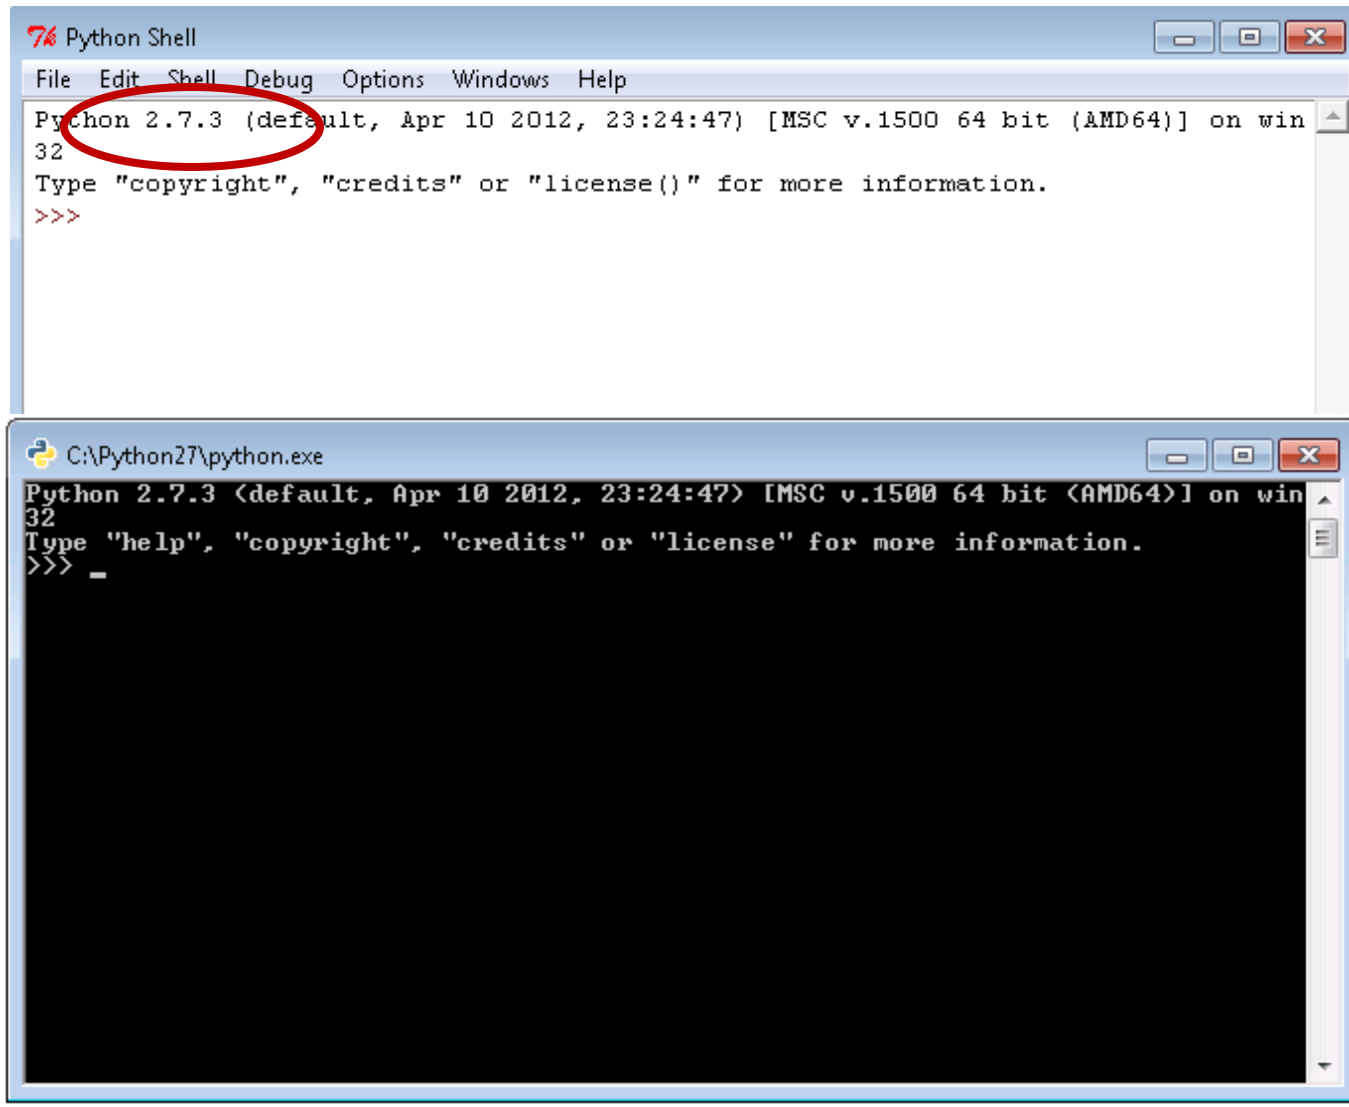 Python Shell
File Edit Shell Debug Options Windows Help
Python 2.7.3 (default, Apr 10 2012, 23:24:47) [MSC v.1500 64 bit (AMD64)] on win
32
Type "copyright", "credits" or "license()" for more information.
>>>
C:\Python27\python.exe
Python 2.7.3 (default, Apr 10 2012, 23:24:47) [MSC v.1500 64 bit (AMD64)] on win
32
Type "help", "copyright", "credits" or "license" for more information.
>>> _